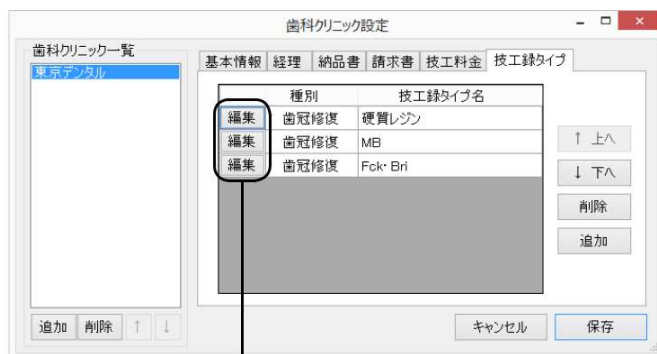 歯科クリニック設定
歯科クリニック一覧
東京デンタル
基本情報 経理 納品書 請求書 技工料金 技工録タイプ
種別 技工録タイプ名
編集 歯冠修復 硬質レジン
編集 歯冠修復 MB
編集 歯冠修復 Fck・Bri
↑ 上へ
↓ 下へ
削除
追加
追加 削除 ↑ ↓
キャンセル 保存